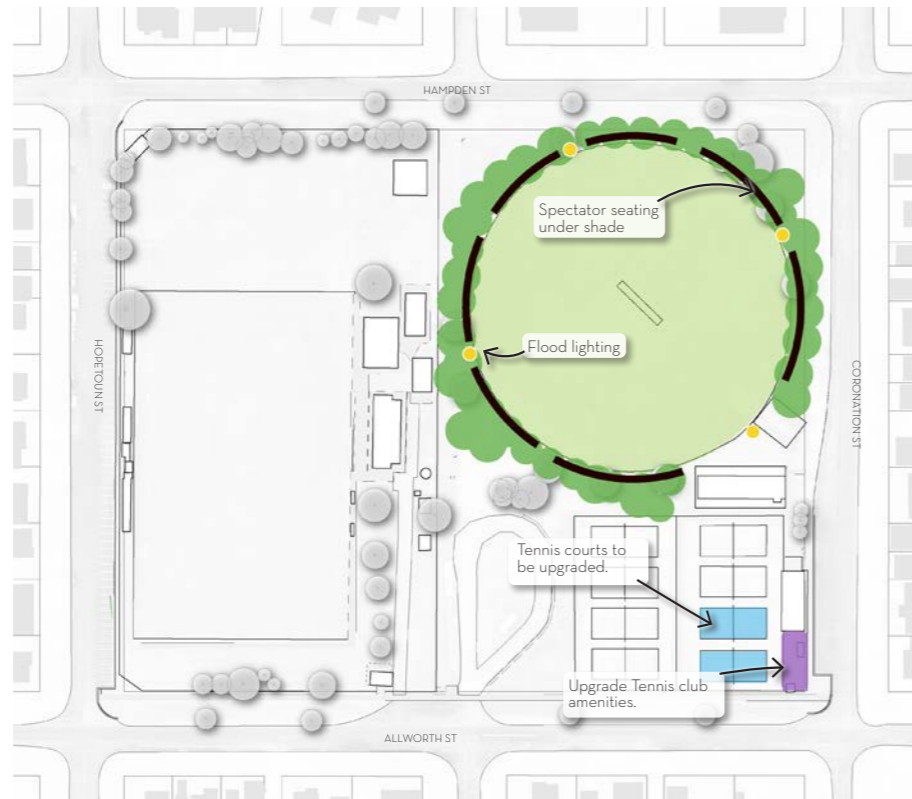 HAMPDEN ST
Spectator seating
under shade
Flood lighting
HOPETOUN ST
CORONATION ST
Tennis courts to
be upgraded.
Upgrade Tennis club
amenities.
ALLWORTH ST